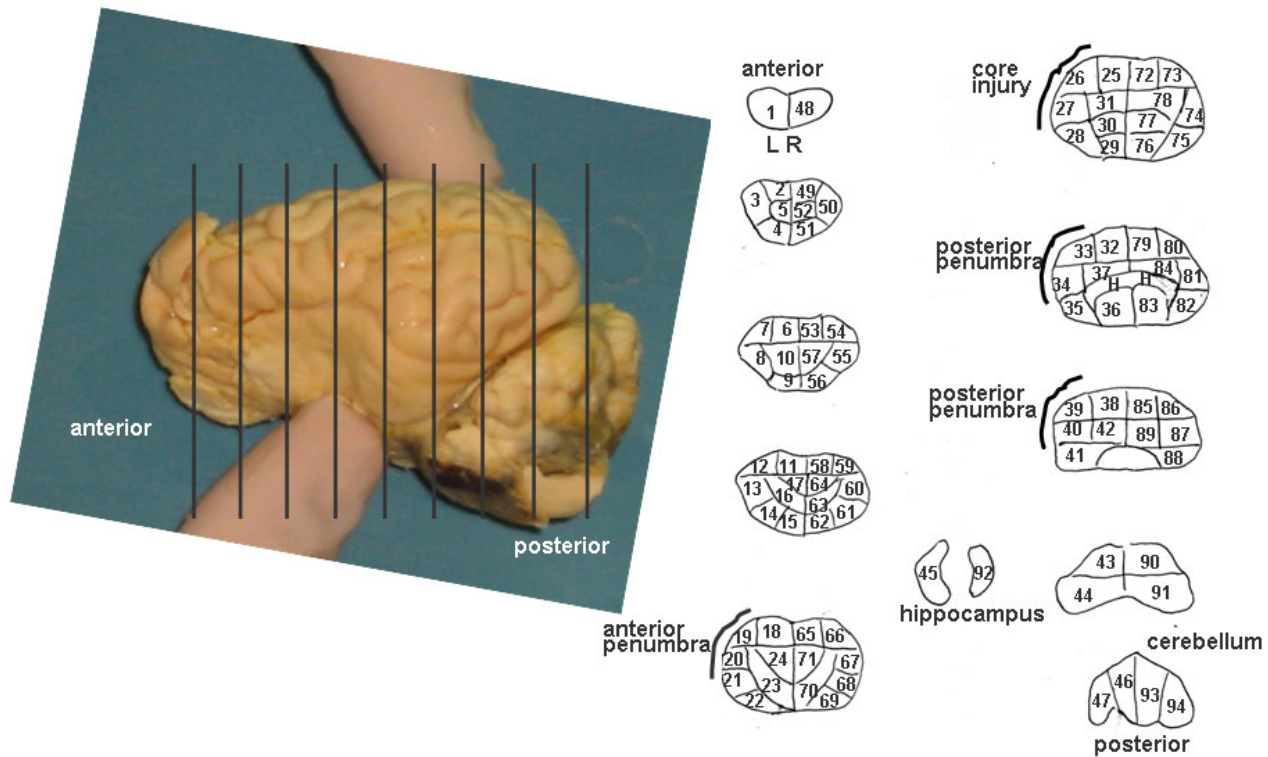 anterior
posterior
anterior
1 48
L R
2 49
3 5 52 50
4 51
7 6 53 54
8 10 57 55
9 56
12 11 58 59
17 64
13 16 60
63
14 15 62 61
anterior
penumbra
19 18 65 66
20 24 71 67
21 23 70 68
22 69
core
injury
26 25 72 73
27 31 78 74
30 77
28 29 76 75
posterior
penumbra
33 32 79 80
37 84 81
34 H H
35 36 83 82
posterior
penumbra
39 38 85 86
40 42 89 87
41 88
45 92
hippocampus
43 90
44 91
cerebellum
46 93
47 94
posterior